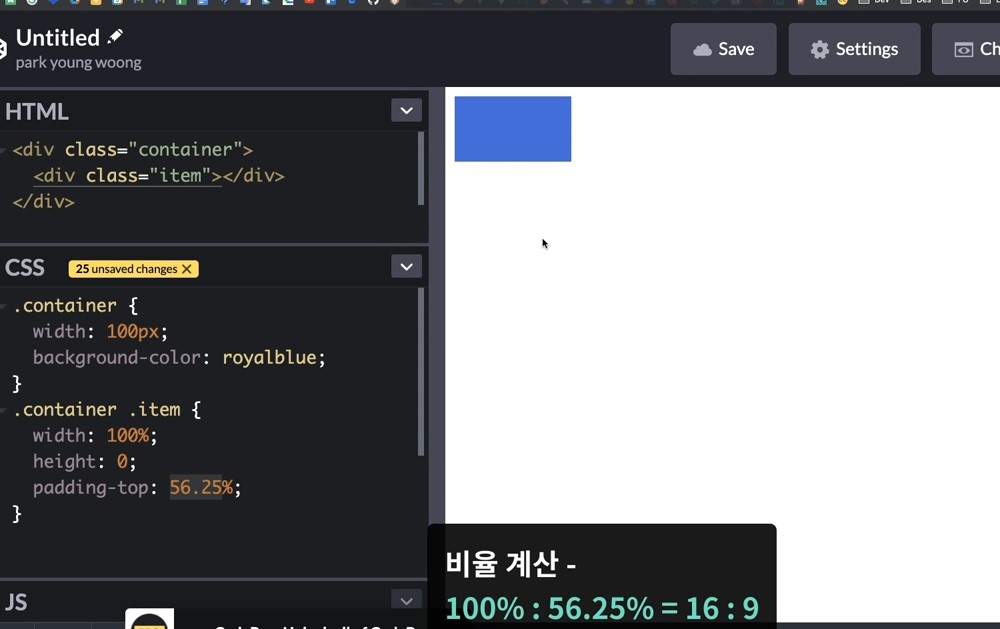 Untitled
park young woong
Save
Settings
HTML
<div class="container">
<div class="item"></div>
</div>
CSS
25 unsaved changes ×
.container {
width: 100px;
background-color: royalblue;
}
.container .item {
width: 100%;
height: 0;
padding-top: 56.25%;
}
JS
비율 계산 -
100% : 56.25% = 16 : 9